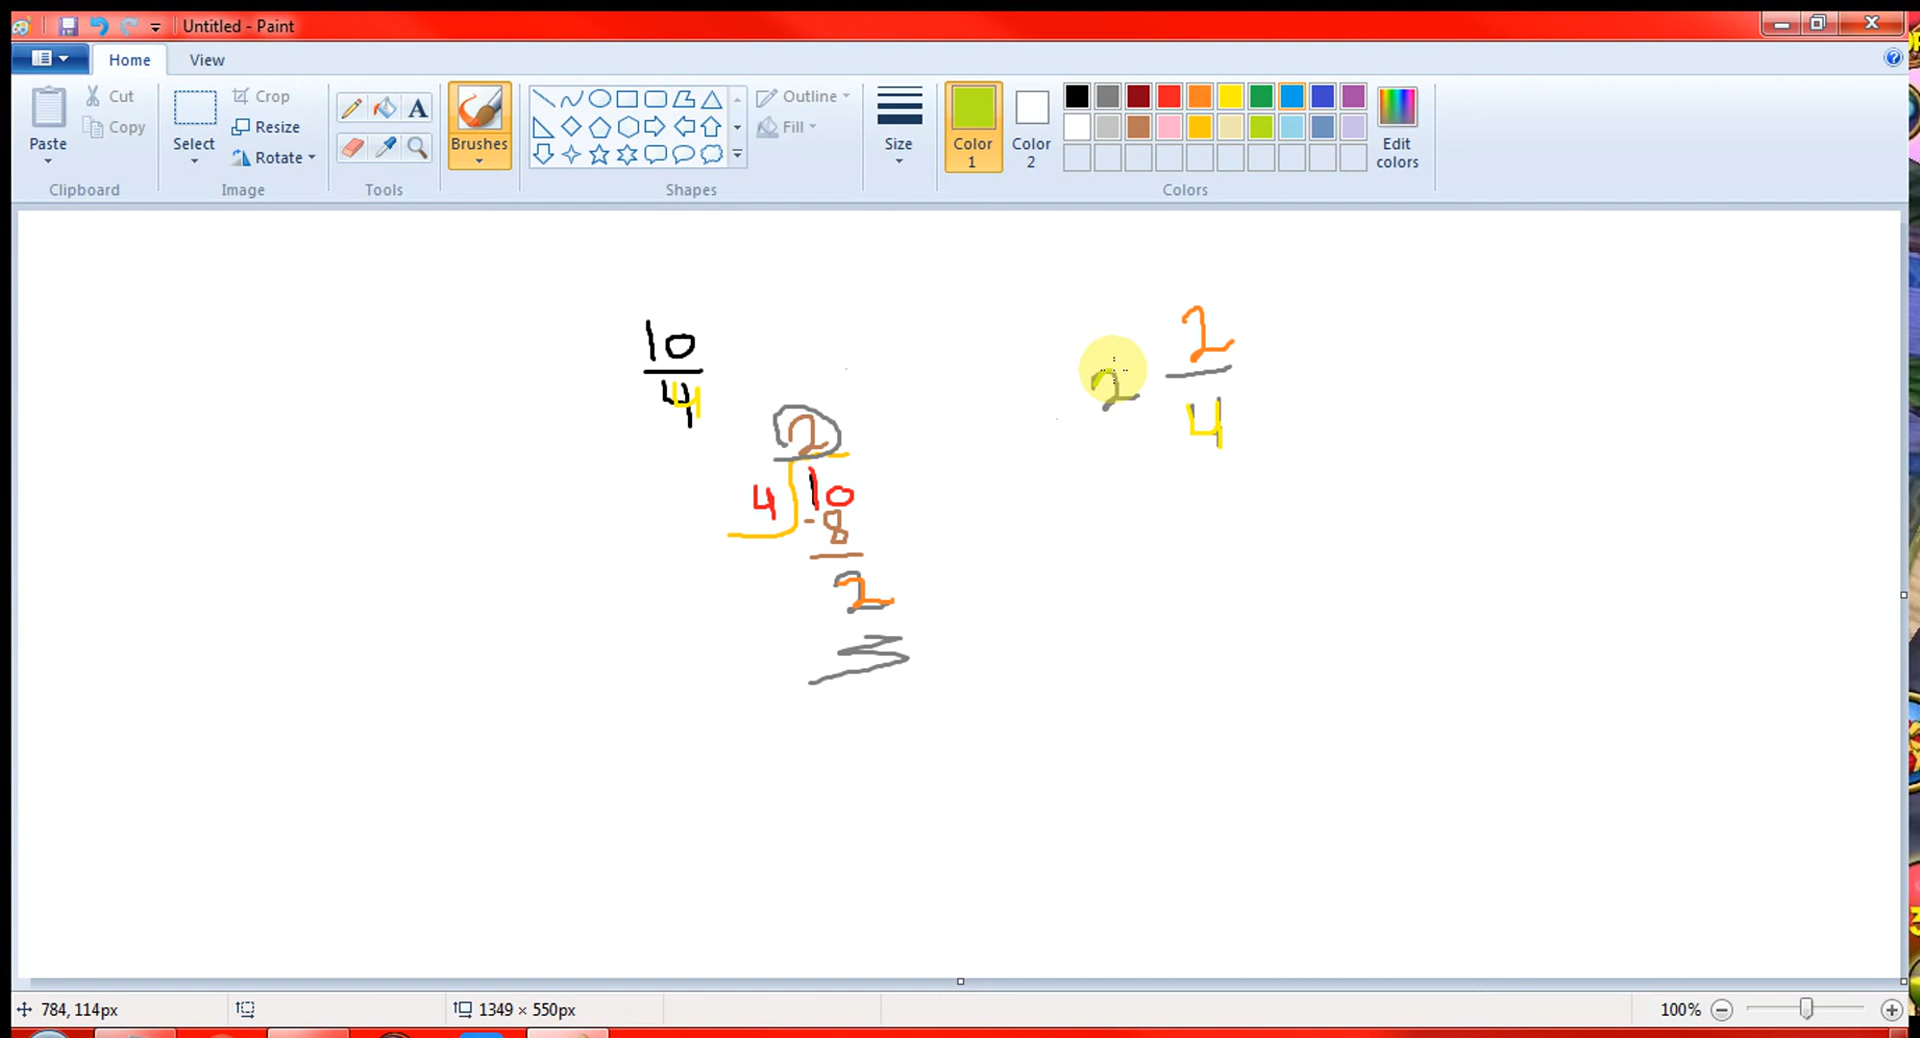 Untitled - Paint
Home View
Paste
Cut
Copy
Clipboard
Select
Crop
Resize
Rotate
Image
A
Tools
Brushes
Shapes
Outline
Fill
Size
Color 1
Color 2
Edit colors
Colors
10
4
2
4 10
-8
2
2 2
4
784, 114px
1349 × 550px
100%